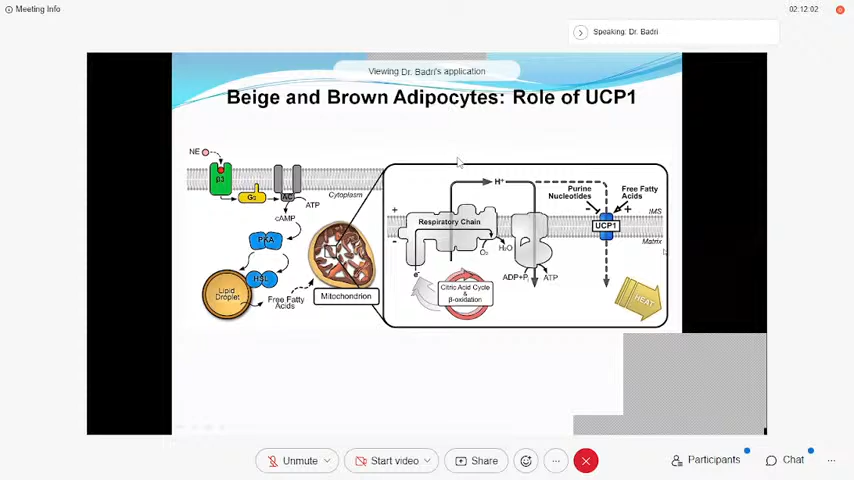 Meeting Info
02:12:02
Speaking: Dr. Badri
Viewing Dr. Badri's application
Beige and Brown Adipocytes: Role of UCP1
NE
β3
Gs
AC
Cytoplasm
ATP
cAMP
PKA
HSL
Lipid
Droplet
Free Fatty
Acids
Mitochondrion
H+
Purine
Nucleotides
Free Fatty
Acids
-
+
IMS
+
Respiratory Chain
UCP1
-
Matrix
O2
H2O
e-
ADP+Pi
ATP
Citric Acid Cycle
&
β-oxidation
HEAT
Unmute
Start video
Share
Participants
Chat